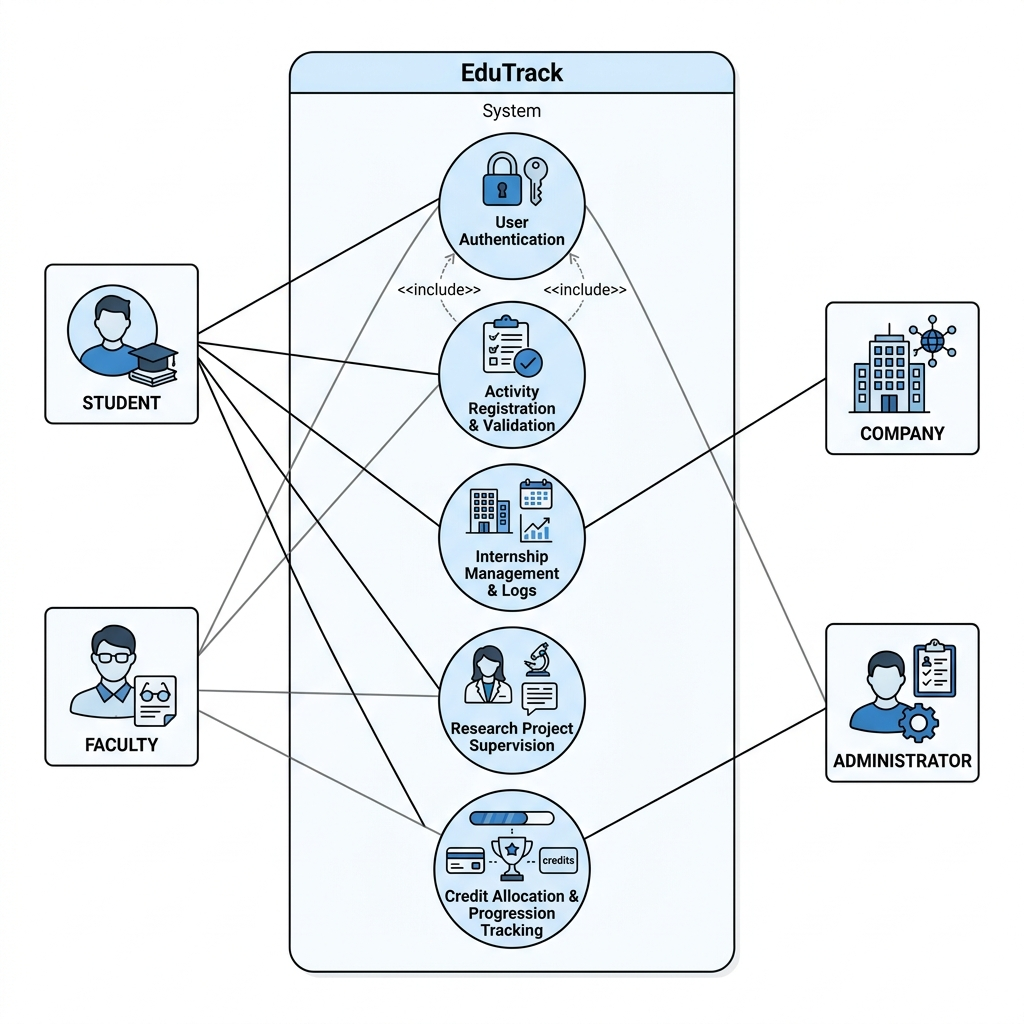 EduTrack
System
User
Authentication
<<include>>
<<include>>
Activity
Registration
& Validation
STUDENT
COMPANY
Internship
Management
& Logs
Research Project
Supervision
FACULTY
ADMINISTRATOR
credits
Credit Allocation &
Progression
Tracking